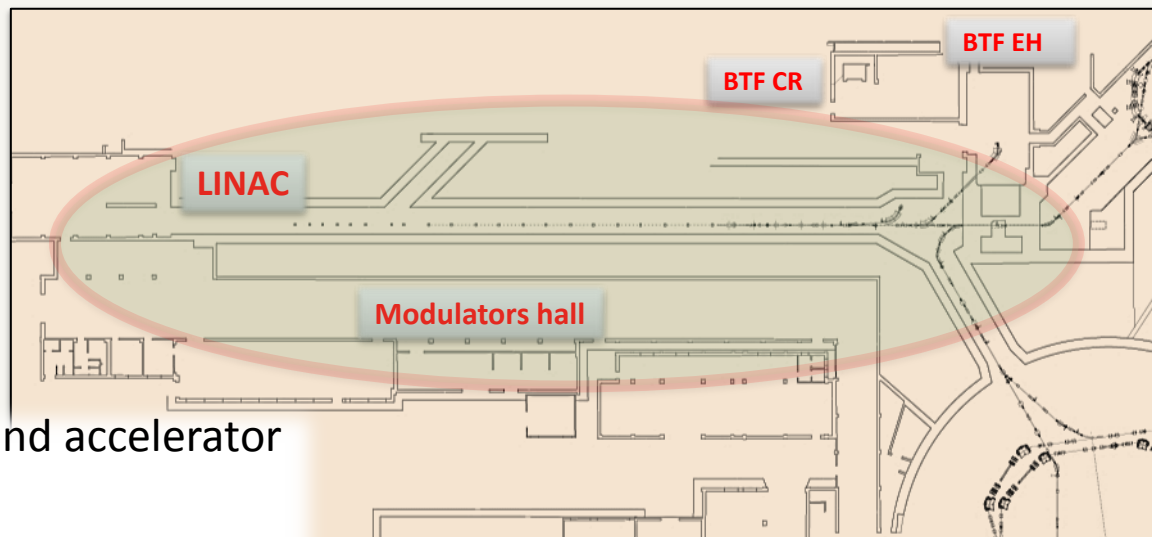 BTF EH
BTF CR
LINAC
Modulators hall
nd accelerator